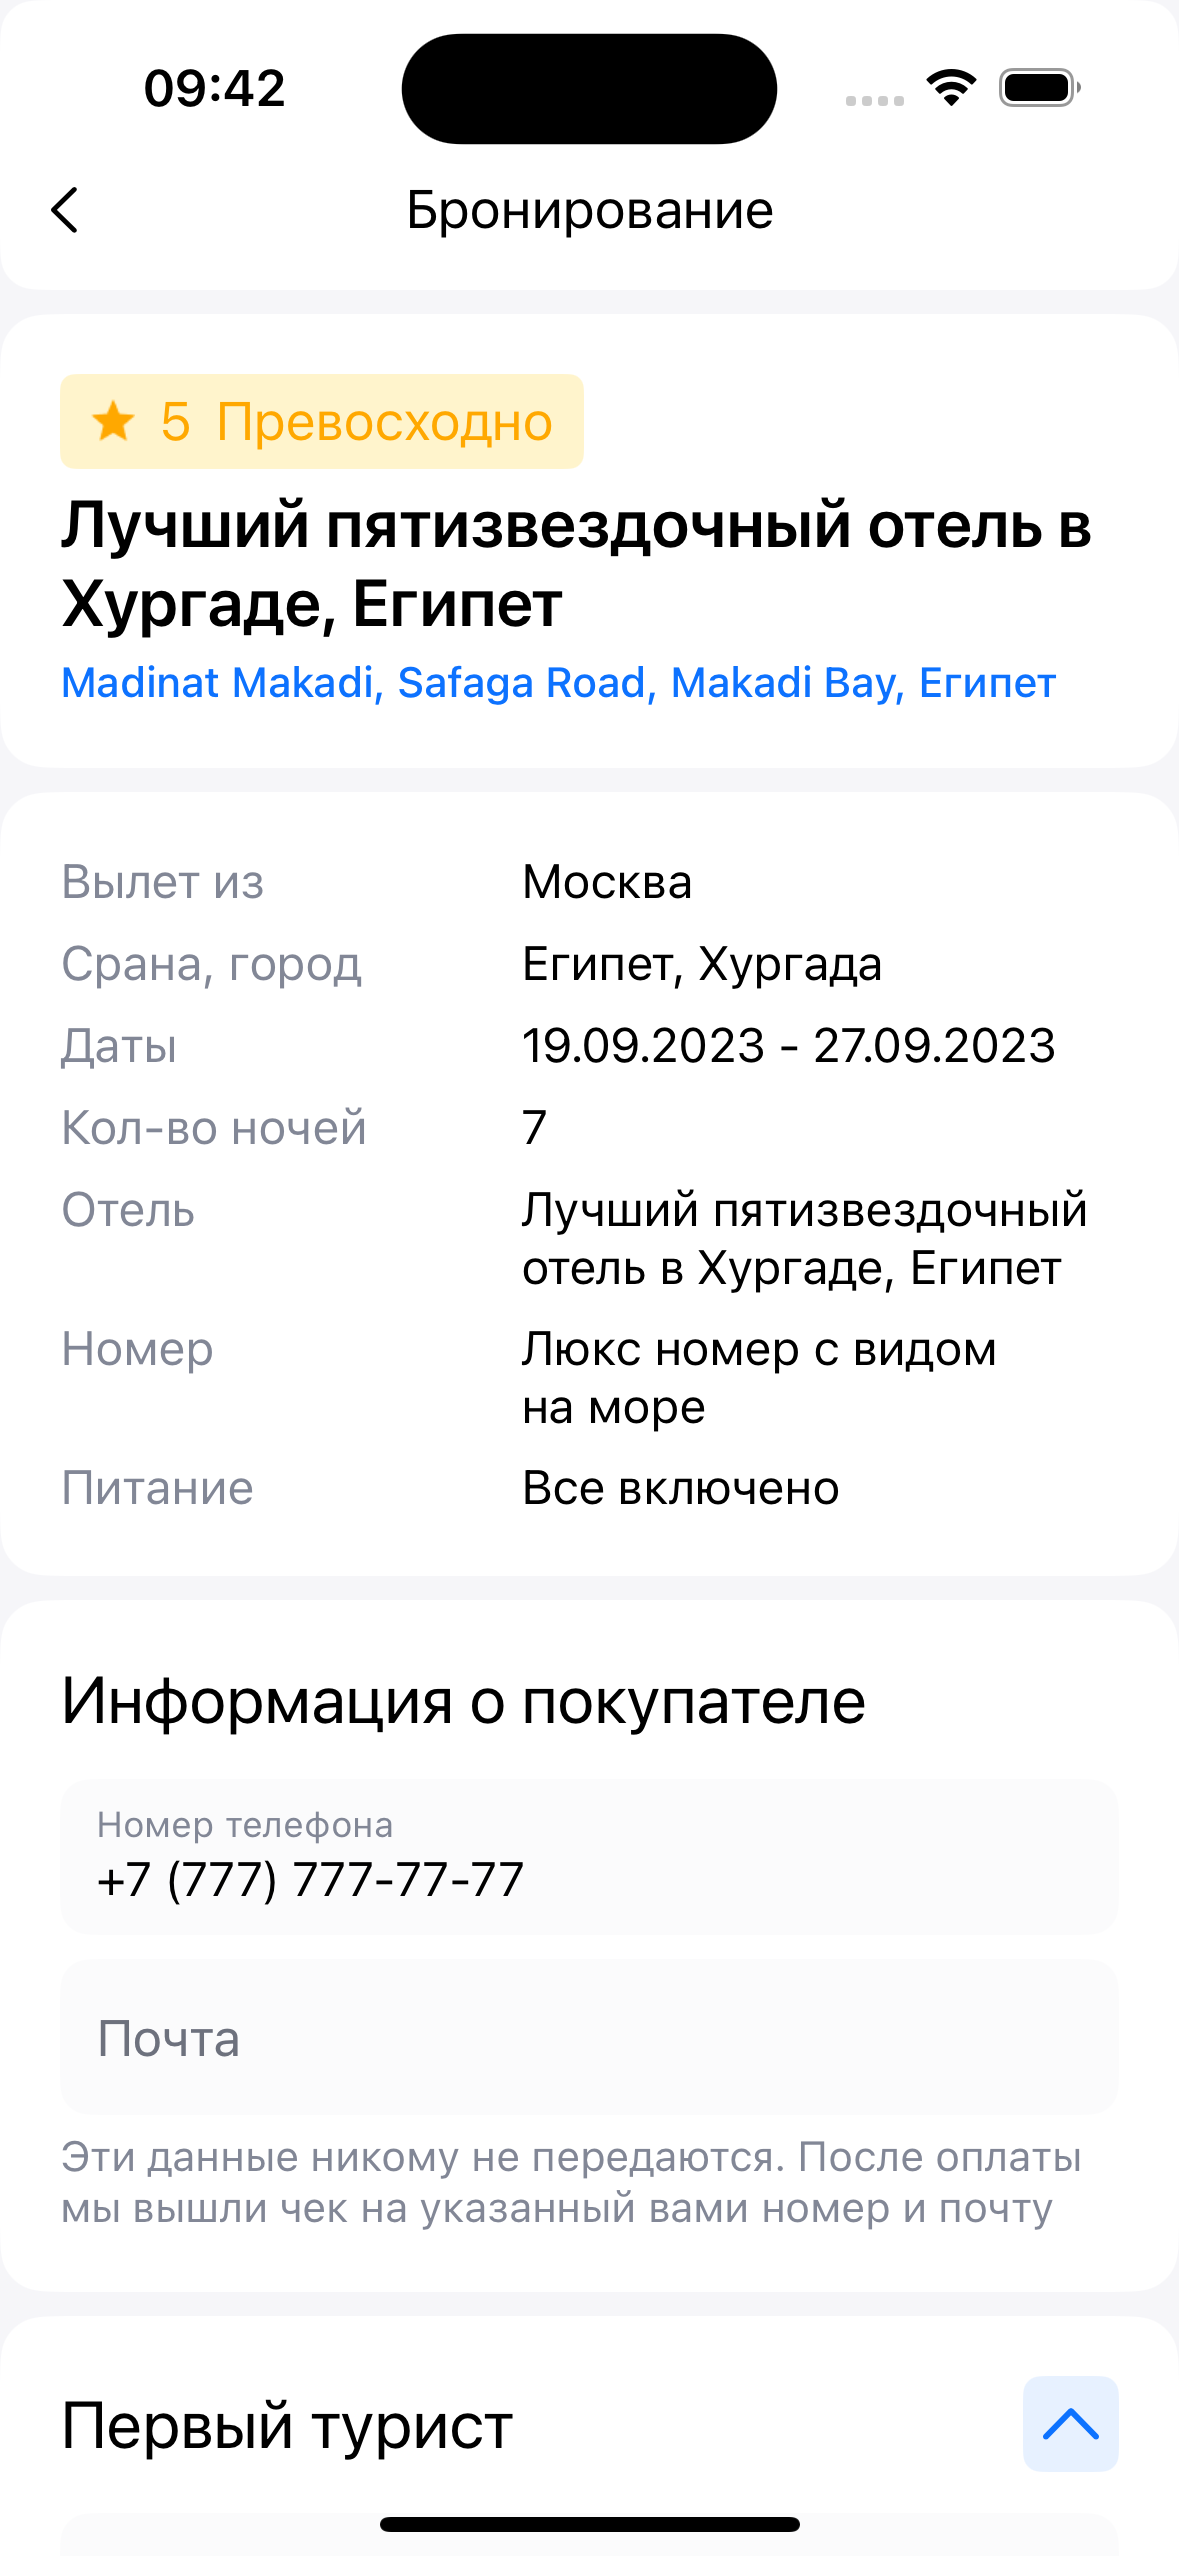 09:42
Бронирование
5 Превосходно
Лучший пятизвездочный отель в
Хургаде, Египет
Madinat Makadi, Safaga Road, Makadi Bay, Египет
Вылет из Москва
Срана, город Египет, Хургада
Даты 19.09.2023 - 27.09.2023
Кол-во ночей 7
Отель Лучший пятизвездочный
отель в Хургаде, Египет
Номер Люкс номер с видом
на море
Питание Все включено
Информация о покупателе
Номер телефона
+7 (777) 777-77-77
Почта
Эти данные никому не передаются. После оплаты
мы вышли чек на указанный вами номер и почту
Первый турист